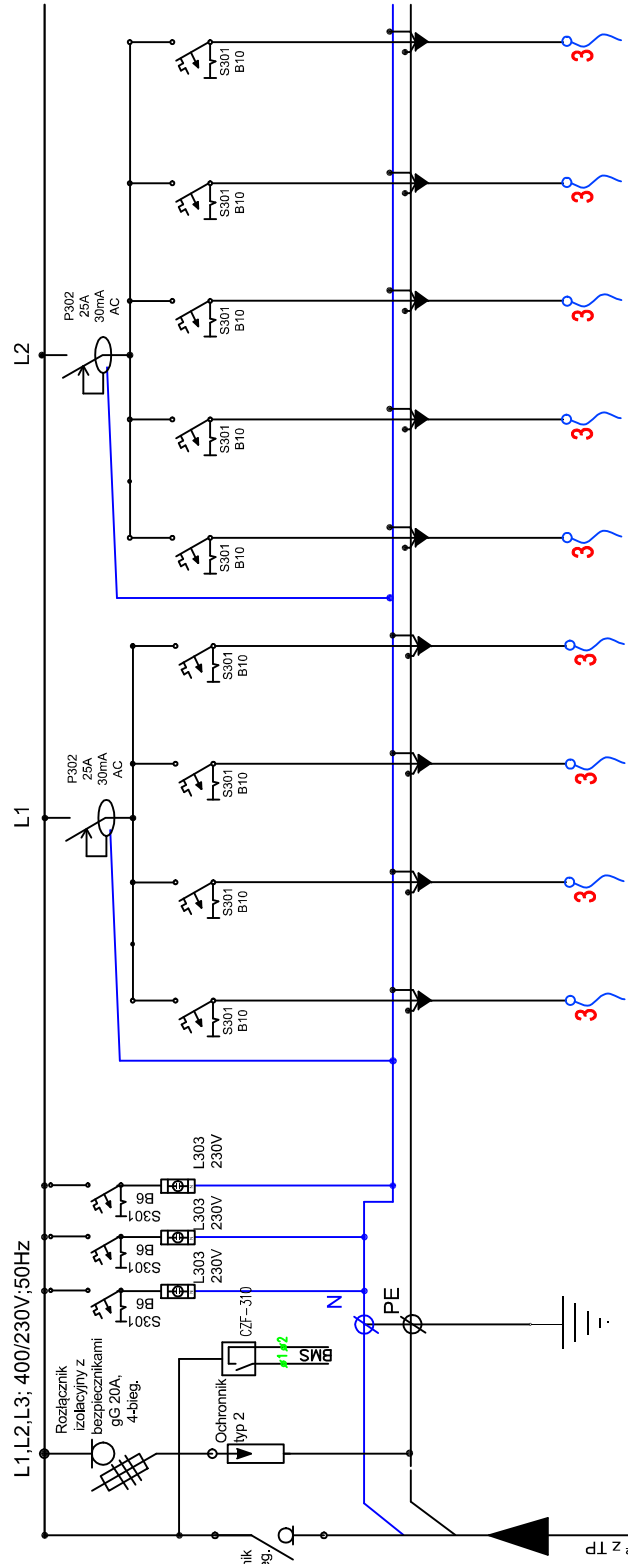 L1,L2,L3; 400/230V;50Hz
L1
L2
Rozłącznik
izolacyjny z
bezpiecznikami
gG 20A,
4-bieg.
P302
25A
30mA
AC
P302
25A
30mA
AC
S301
B6
S301
B6
S301
B6
L303
230V
L303
230V
L303
230V
CZF-310
Ochronnik
typ 2
BMS
N
PE
S301
B10
S301
B10
S301
B10
S301
B10
S301
B10
S301
B10
S301
B10
S301
B10
S301
B10
nik
eg.
z TP
3
3
3
3
3
3
3
3
3